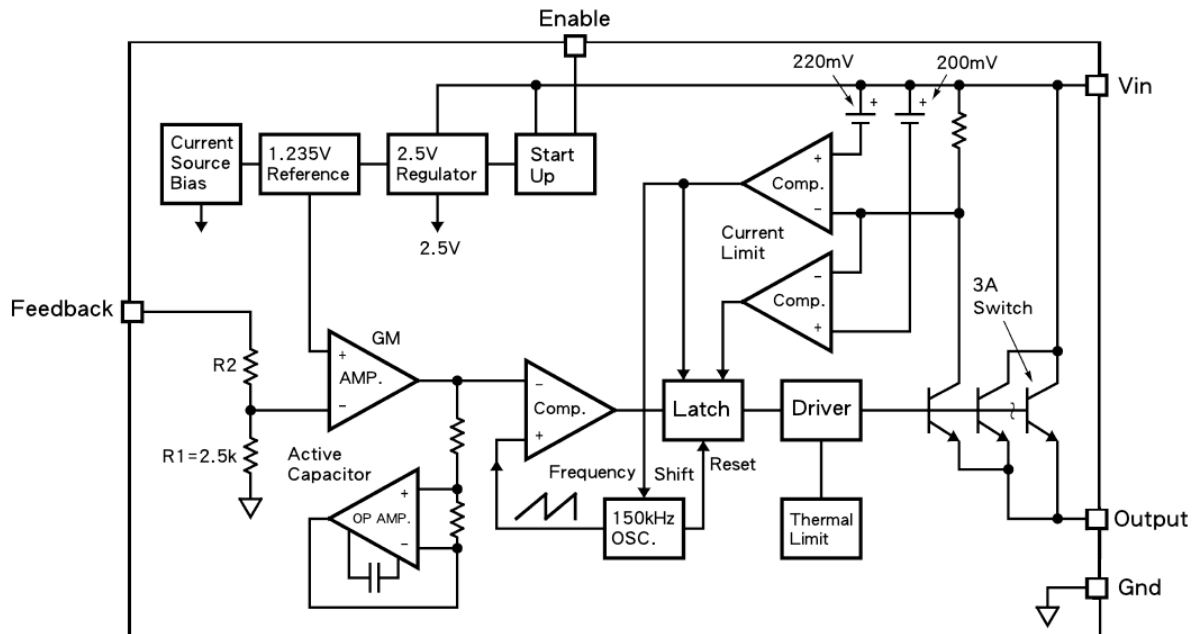 Enable
220mV
200mV
+
+
Vin
Current
Source
Bias
1.235V
Reference
2.5V
Regulator
Start
Up
+
Comp.
−
2.5V
Current
Limit
−
Comp.
+
3A
Switch
Feedback
GM
R2
+
AMP.
−
−
Comp.
+
Latch
Driver
R1=2.5k
Active
Capacitor
Frequency
Shift
Reset
+
OP AMP.
−
150kHz
OSC.
Thermal
Limit
Output
Gnd